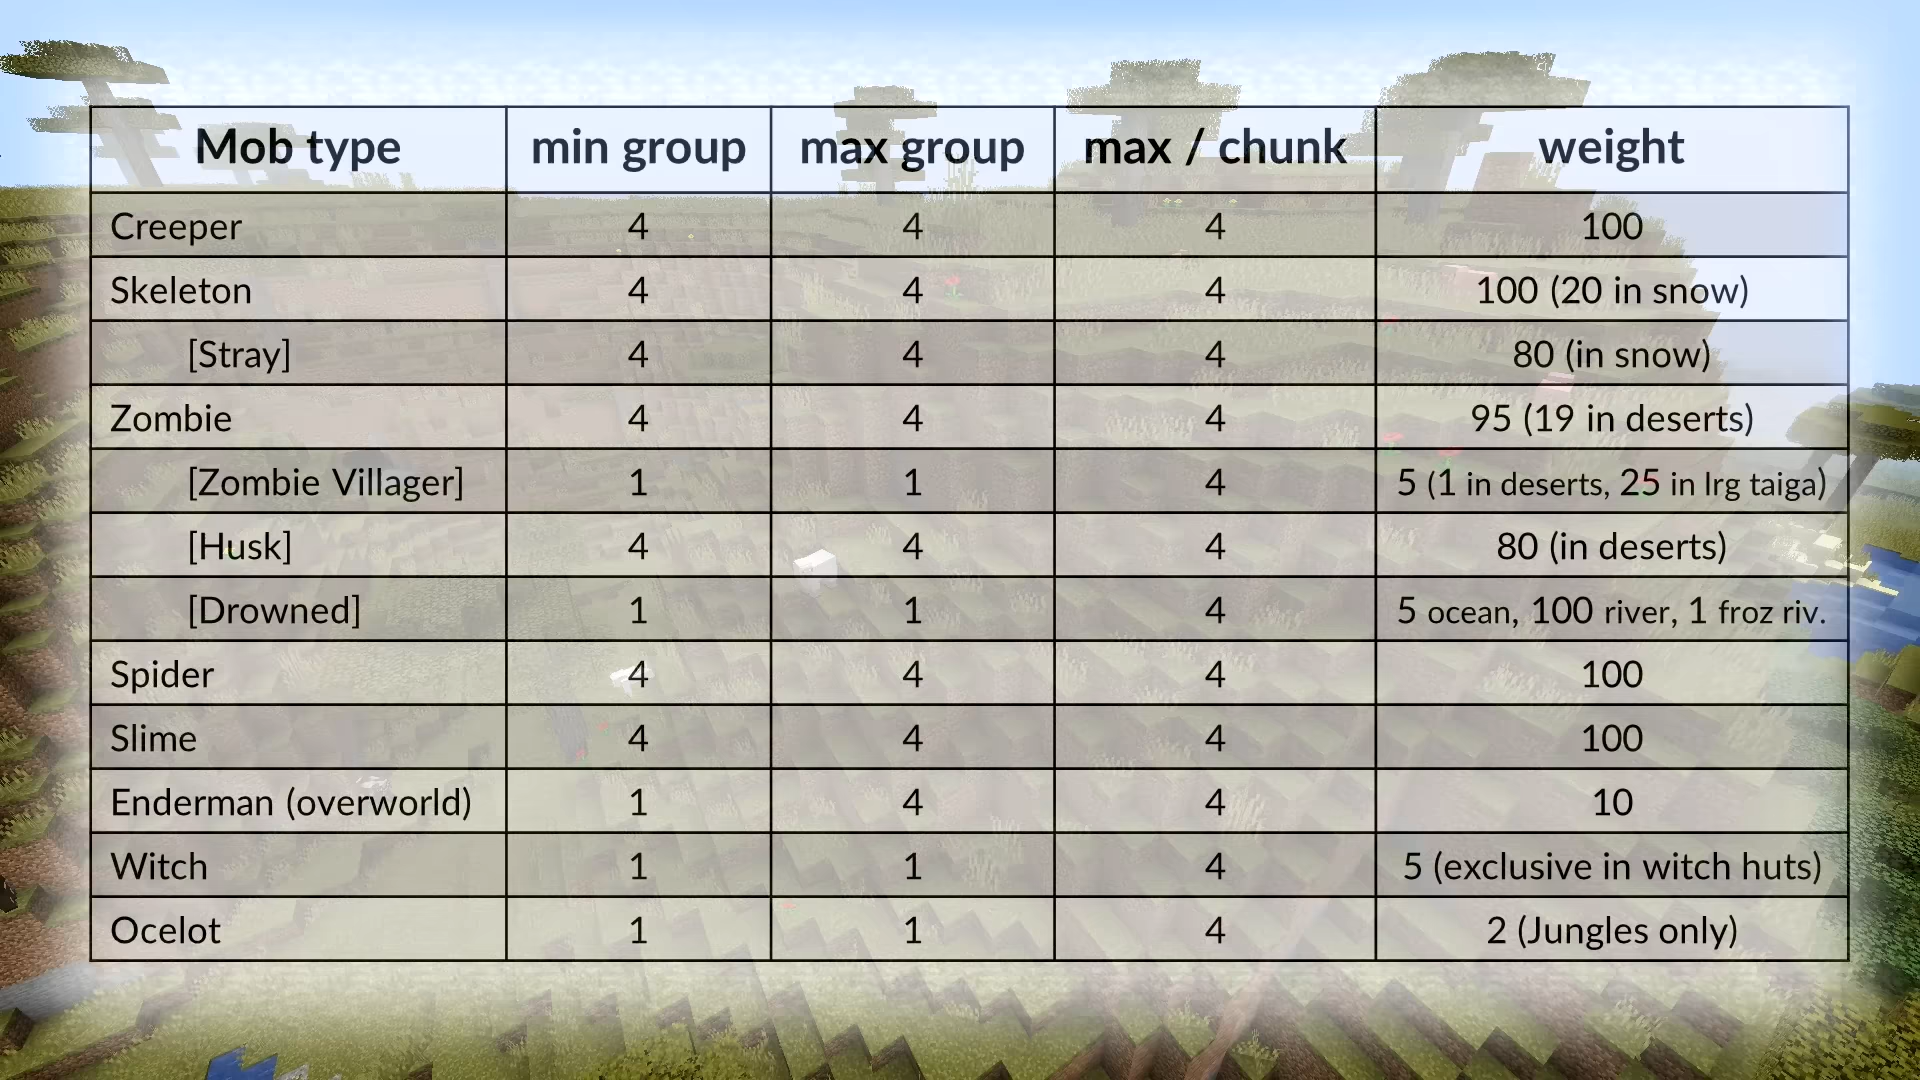 Mob type min group max group max / chunk weight
Creeper 4 4 4 100
Skeleton 4 4 4 100 (20 in snow)
[Stray] 4 4 4 80 (in snow)
Zombie 4 4 4 95 (19 in deserts)
[Zombie Villager] 1 1 4 5 (1 in deserts, 25 in lrg taiga)
[Husk] 4 4 4 80 (in deserts)
[Drowned] 1 1 4 5 ocean, 100 river, 1 froz riv.
Spider 4 4 4 100
Slime 4 4 4 100
Enderman (overworld) 1 4 4 10
Witch 1 1 4 5 (exclusive in witch huts)
Ocelot 1 1 4 2 (Jungles only)